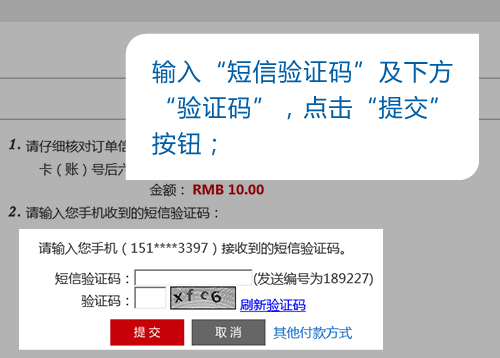 输入“短信验证码”及下方
“验证码”，点击“提交”
按钮；
1. 请仔细核对订单信
卡（账）号后六
金额： RMB 10.00
2. 请输入您手机收到的短信验证码：
请输入您手机（151****3397）接收到的短信验证码。
短信验证码： (发送编号为189227)
验证码： xfc6 刷新验证码
提 交 取 消 其他付款方式